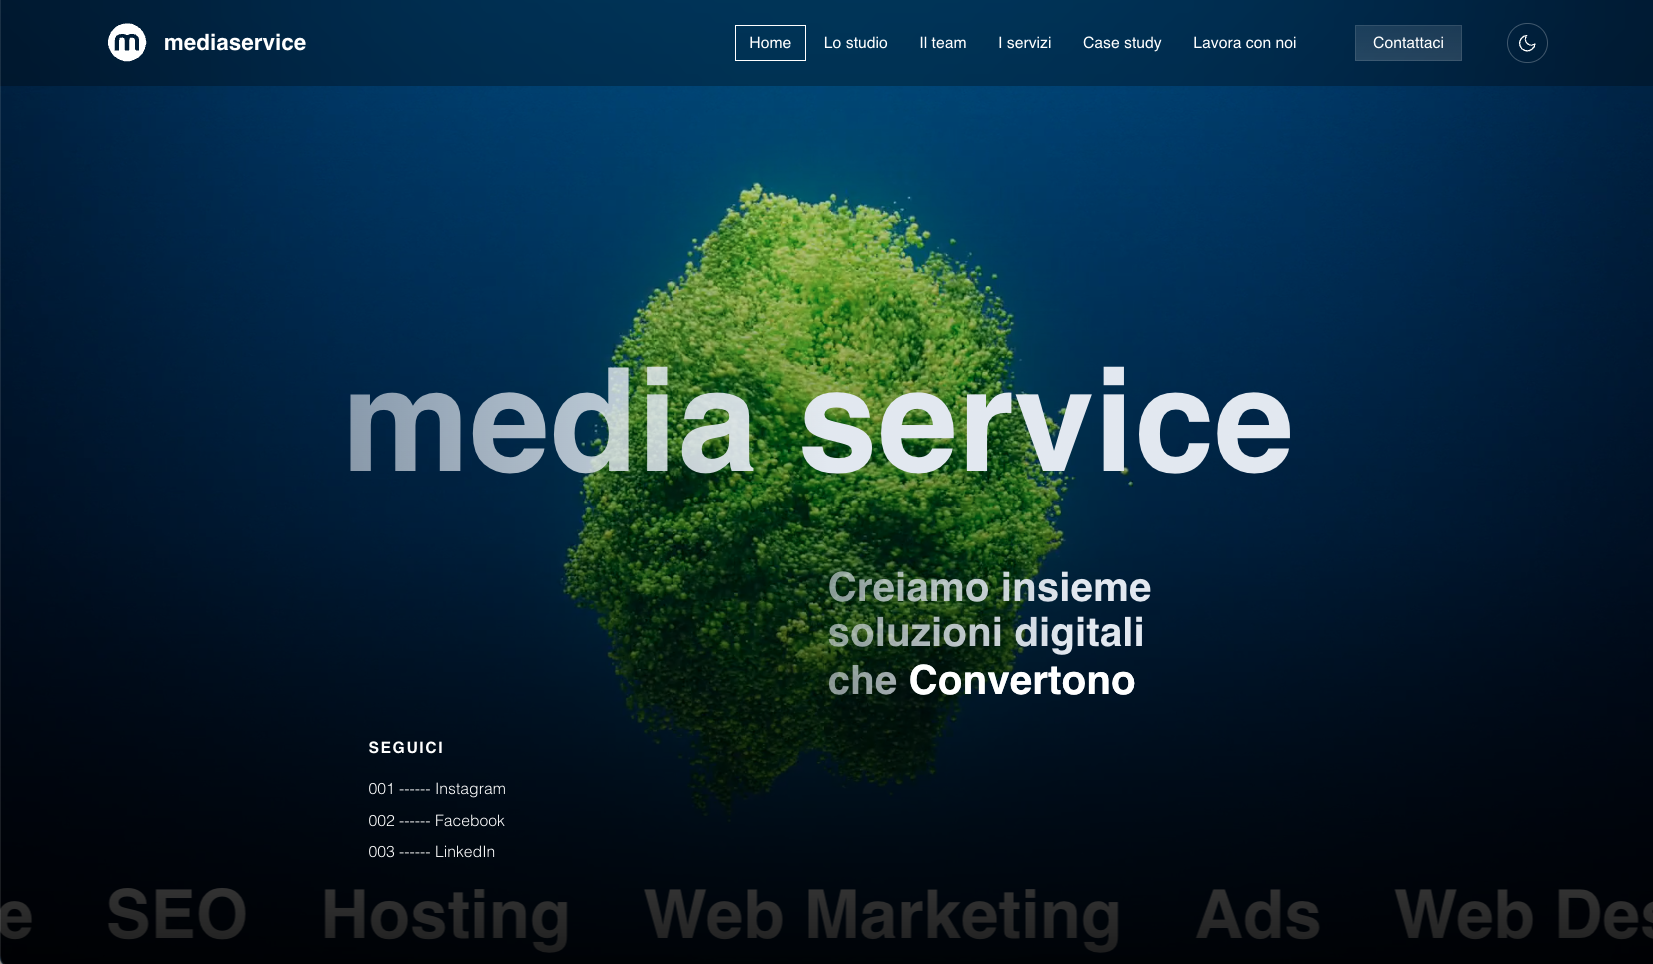 m mediaservice
Home Lo studio Il team I servizi Case study Lavora con noi Contattaci
media service
Creiamo insieme
soluzioni digitali
che Convertono
SEGUICI
001 ------ Instagram
002 ------ Facebook
003 ------ LinkedIn
e SEO Hosting Web Marketing Ads Web Des